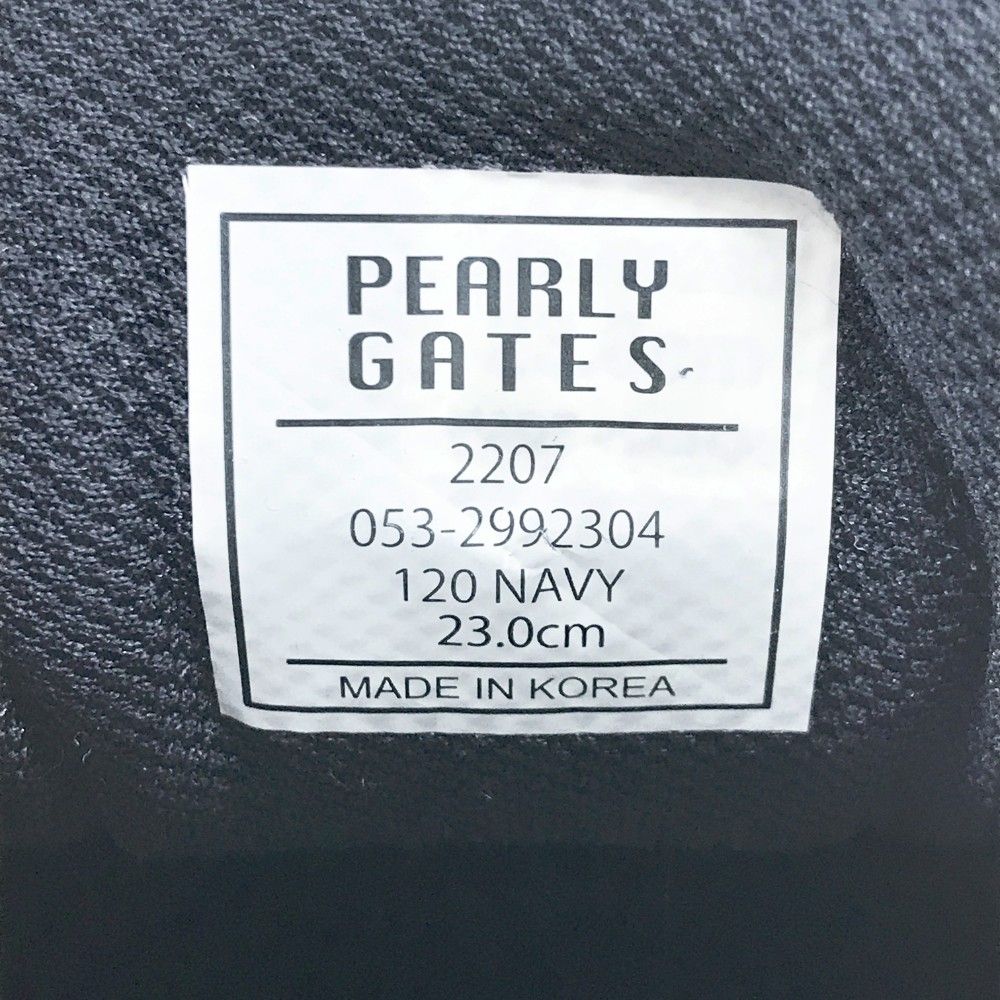 PEARLY
GATES
2207
053-2992304
120 NAVY
23.0cm
MADE IN KOREA